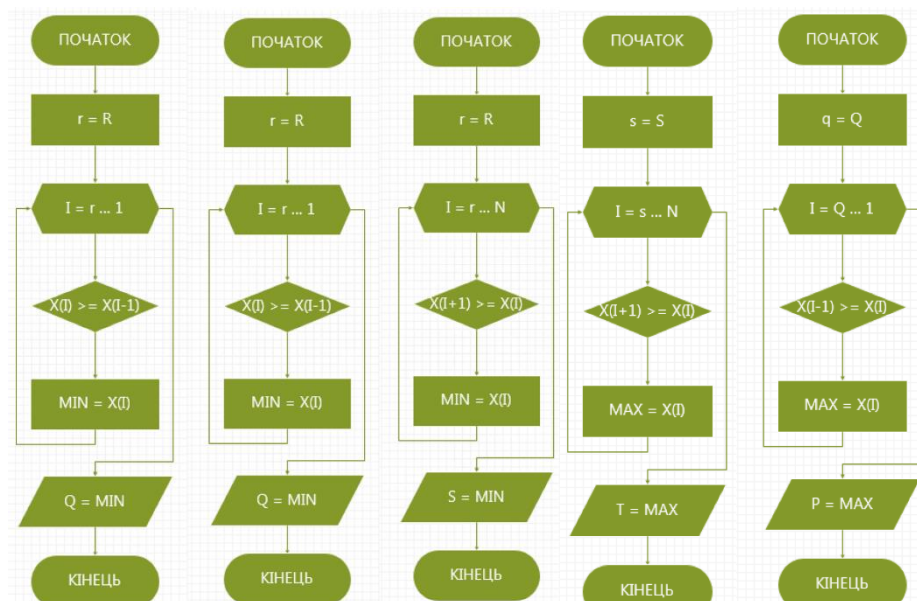 ПОЧАТОК
r = R
I = r ... 1
X(I) >= X(I-1)
MIN = X(I)
Q = MIN
КІНЕЦЬ
ПОЧАТОК
r = R
I = r ... 1
X(I) >= X(I-1)
MIN = X(I)
Q = MIN
КІНЕЦЬ
ПОЧАТОК
r = R
I = r ... N
X(I+1) >= X(I)
MIN = X(I)
S = MIN
КІНЕЦЬ
ПОЧАТОК
s = S
I = s ... N
X(I+1) >= X(I)
MAX = X(I)
T = MAX
КІНЕЦЬ
ПОЧАТОК
q = Q
I = Q ... 1
X(I-1) >= X(I)
MAX = X(I)
P = MAX
КІНЕЦЬ